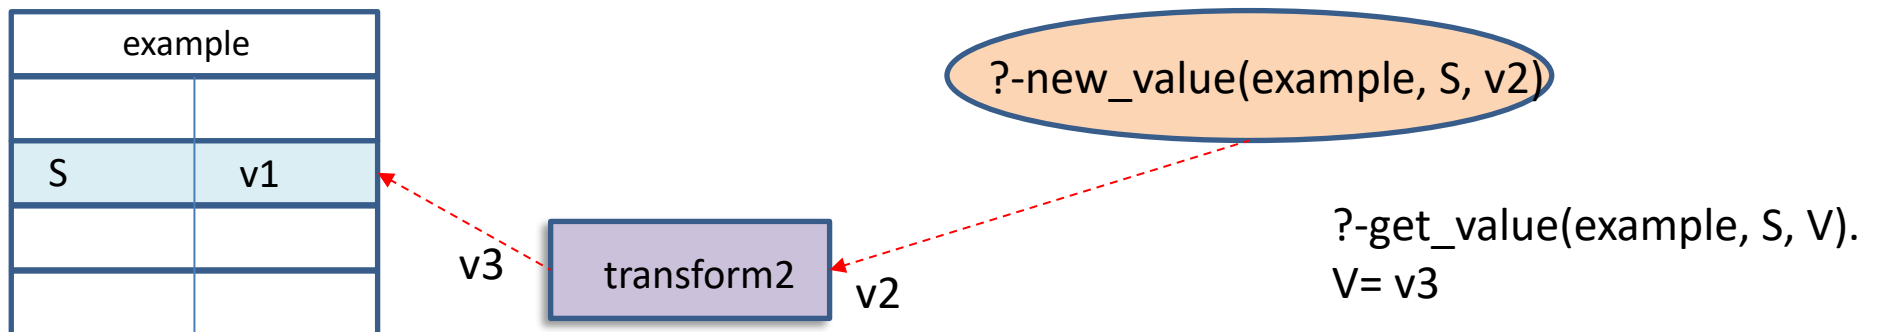 example
S
v1
?-new_value(example, S, v2)
v3
transform2
v2
?-get_value(example, S, V).
V= v3